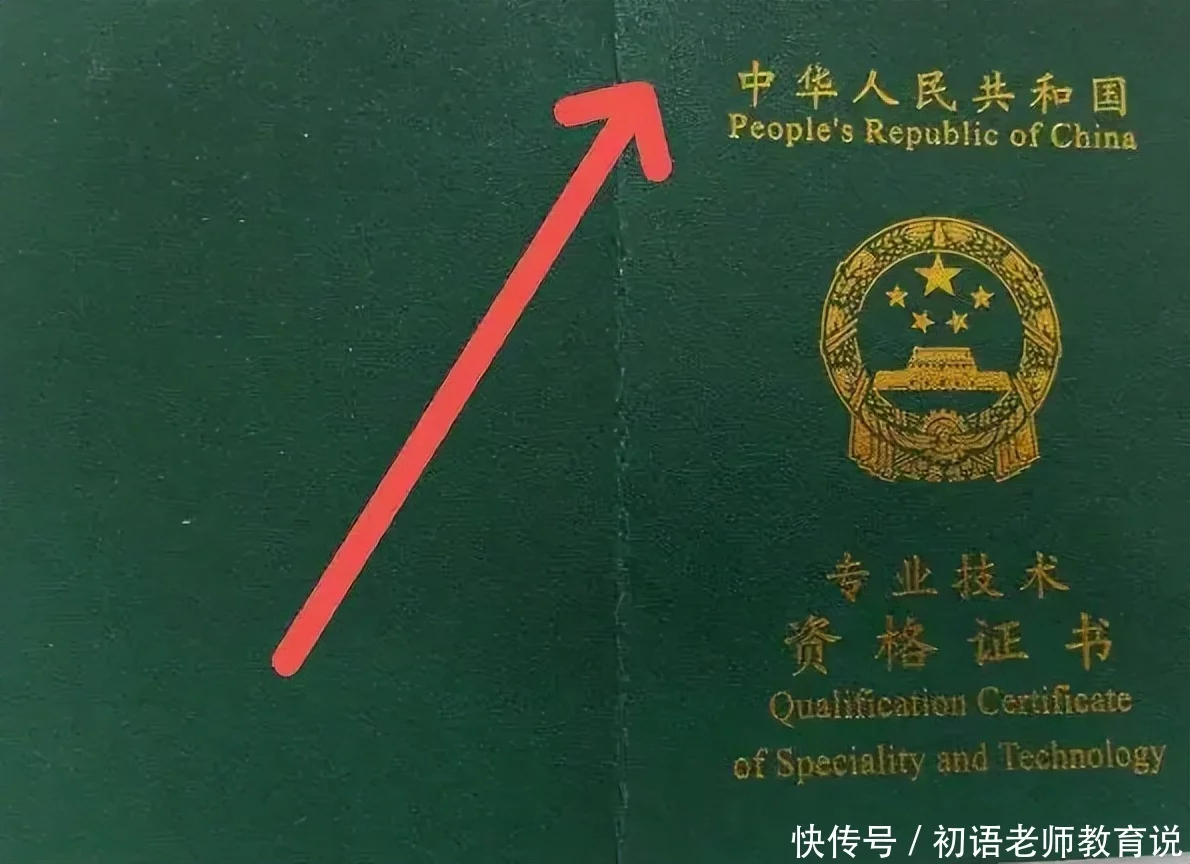 中华人民共和国
People's Republic of China
专业技术
资格证书
Qualification Certificate
of Speciality and Technology
快传号 / 初语老师教育说